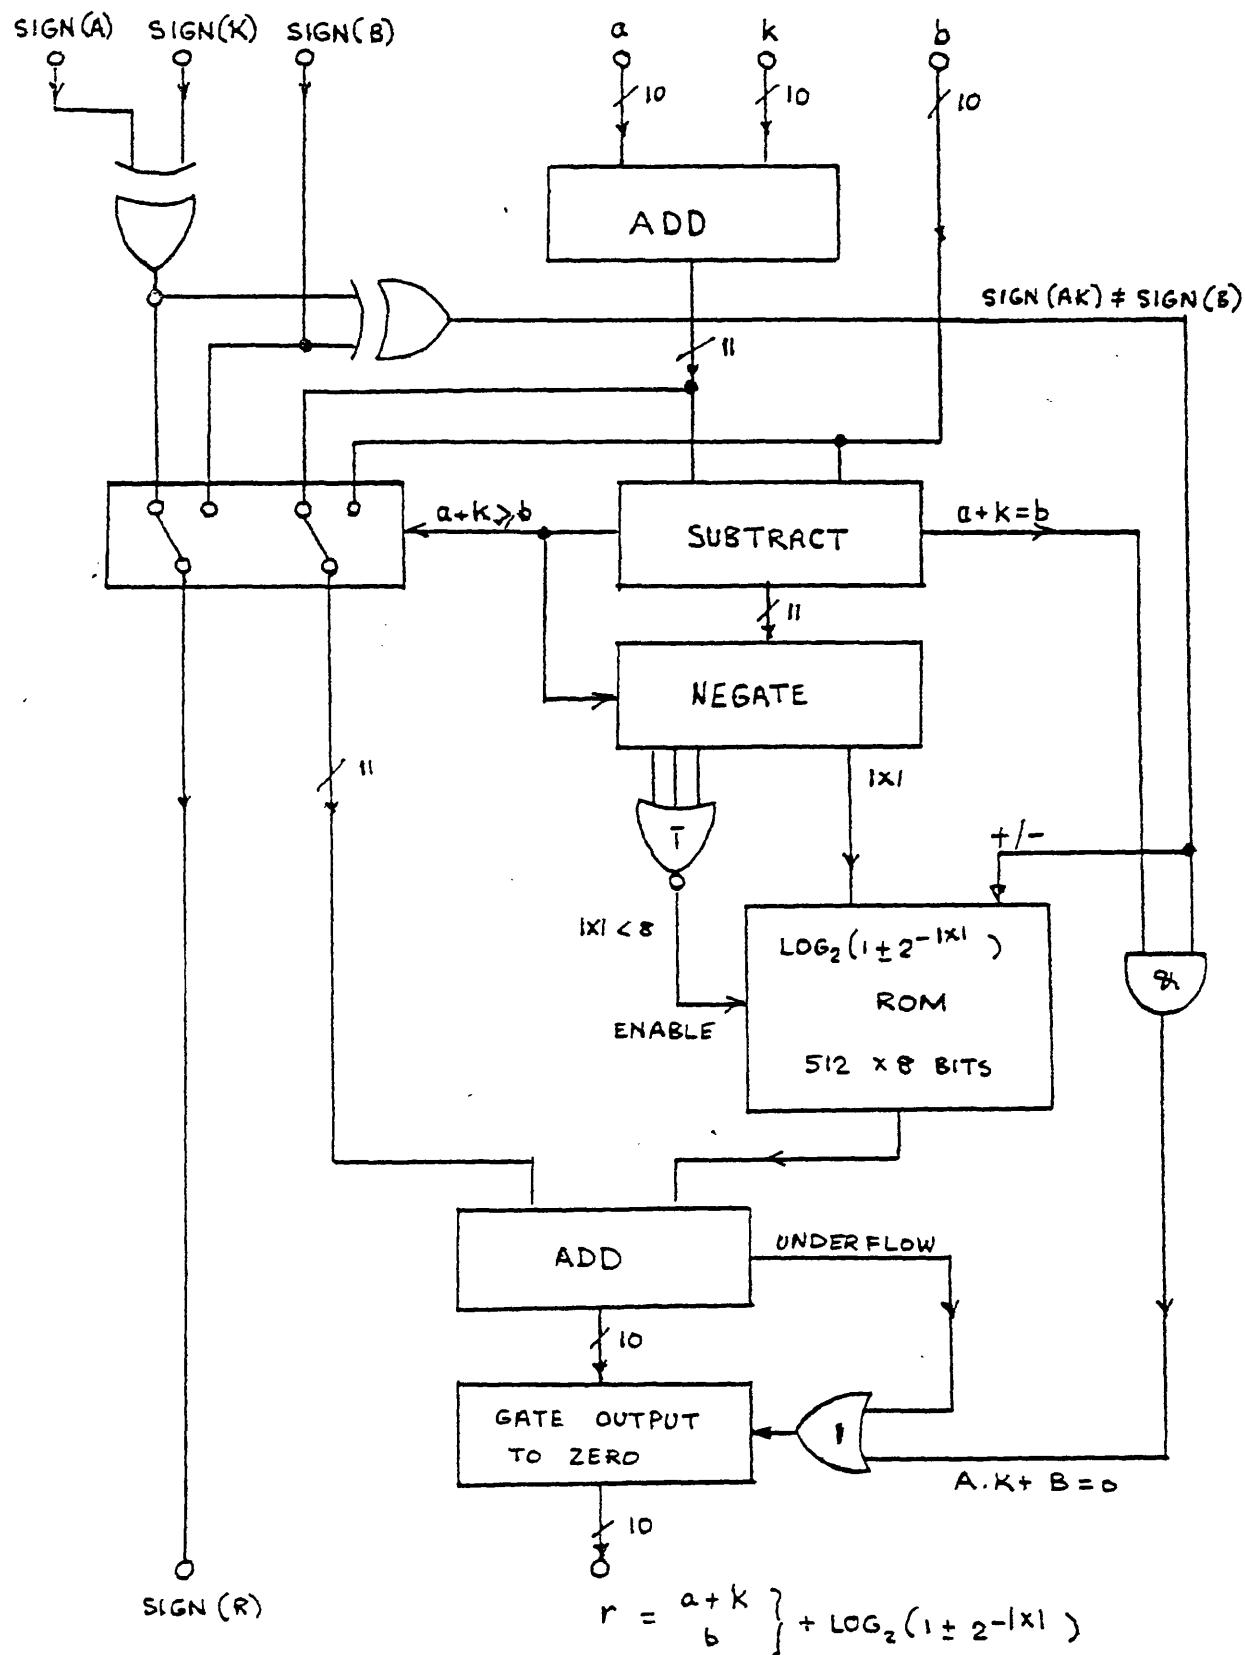 SIGN(A) SIGN(K) SIGN(B) a k b
10 10 10
ADD
SIGN(AK) ≠ SIGN(B)
11
a+k≥b
SUBTRACT
a+k=b
11
NEGATE
11
|x|
1
+/-
|x| < 8
LOG₂(1±2^-|x|)
ROM
512 x 8 BITS
&
ENABLE
ADD
UNDERFLOW
10
GATE OUTPUT
TO ZERO
1
A.K+ B=0
10
SIGN(R)
r = a+k
b } + LOG₂(1±2^-|x|)